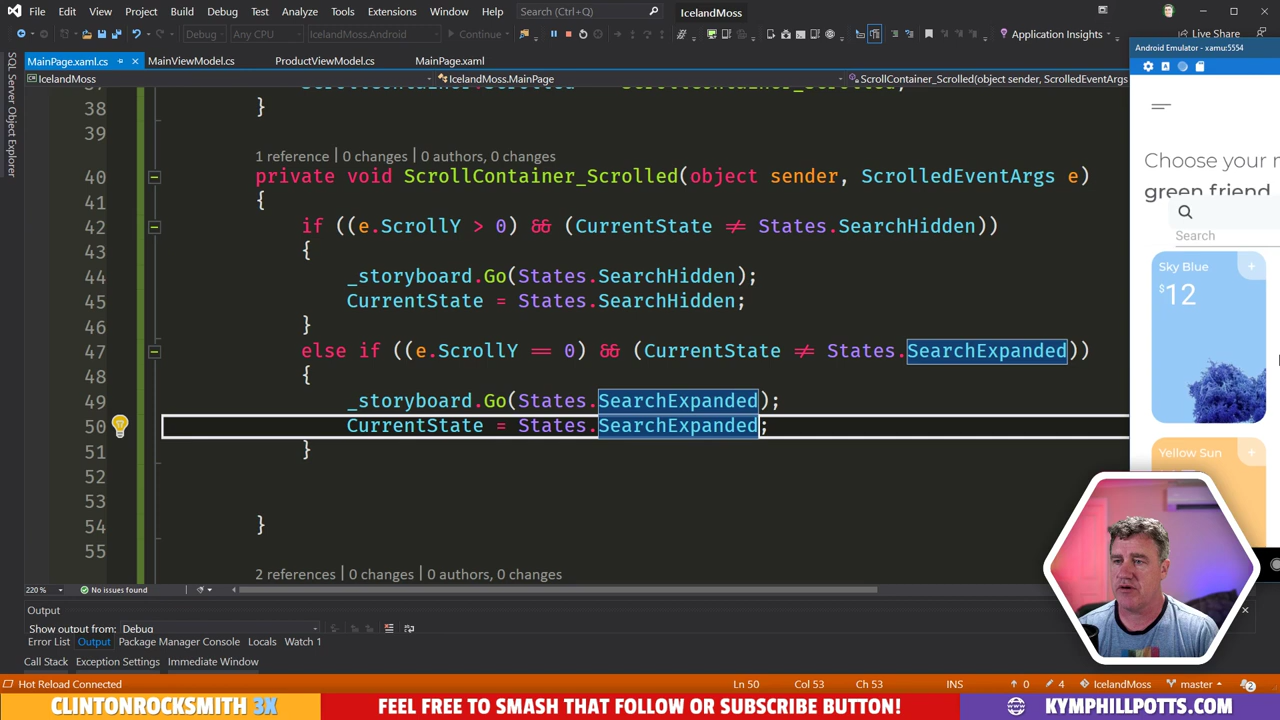 File Edit View Project Build Debug Test Analyze Tools Extensions Window Help Search (Ctrl+Q) IcelandMoss
Debug Any CPU IcelandMoss.Android Continue Application Insights Live Share
MainPage.xaml.cs MainViewModel.cs ProductViewModel.cs MainPage.xaml
IcelandMoss IcelandMoss.MainPage ScrollContainer_Scrolled(object sender, ScrolledEventArgs
SQL Server Object Explorer
38 }
39
1 reference | 0 changes | 0 authors, 0 changes
40 private void ScrollContainer_Scrolled(object sender, ScrolledEventArgs e)
41 {
42 if ((e.ScrollY > 0) && (CurrentState ≠ States.SearchHidden))
43 {
44 _storyboard.Go(States.SearchHidden);
45 CurrentState = States.SearchHidden;
46 }
47 else if ((e.ScrollY == 0) && (CurrentState ≠ States.SearchExpanded))
48 {
49 _storyboard.Go(States.SearchExpanded);
50 CurrentState = States.SearchExpanded;
51 }
52
53
54 }
55
2 references | 0 changes | 0 authors, 0 changes
220 % No issues found
Output
Show output from: Debug
Error List Output Package Manager Console Locals Watch 1
Call Stack Exception Settings Immediate Window
Hot Reload Connected Ln 50 Col 53 Ch 53 INS 0 4 IcelandMoss master 2
Android Emulator - xamu:5554
Choose your
green friend
Search
Sky Blue +
$12
Yellow Sun +
CLINTONROCKSMITH 3X FEEL FREE TO SMASH THAT FOLLOW OR SUBSCRIBE BUTTON! KYMPHILLPOTTS.COM